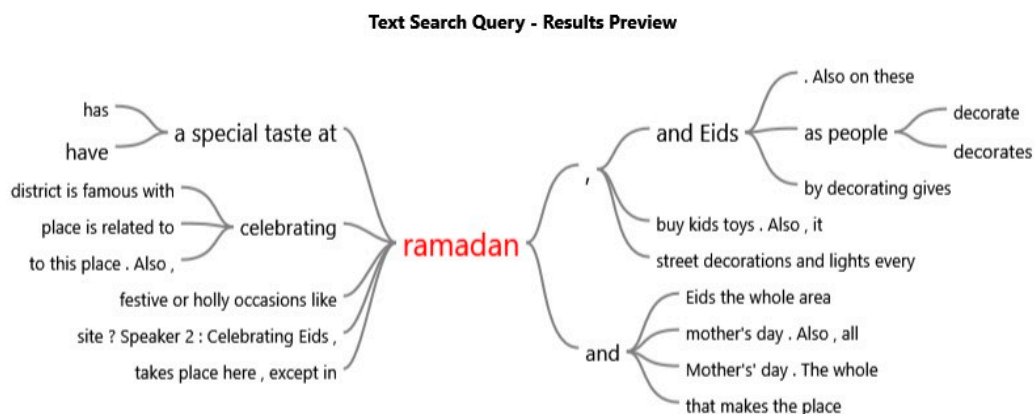 Text Search Query - Results Preview
has
have
a special taste at
district is famous with
place is related to
to this place . Also ,
celebrating
festive or holly occasions like
site ? Speaker 2 : Celebrating Eids ,
takes place here , except in
ramadan
,
and Eids
. Also on these
as people
decorate
decorates
by decorating gives
buy kids toys . Also , it
street decorations and lights every
and
Eids the whole area
mother's day . Also , all
Mother's' day . The whole
that makes the place